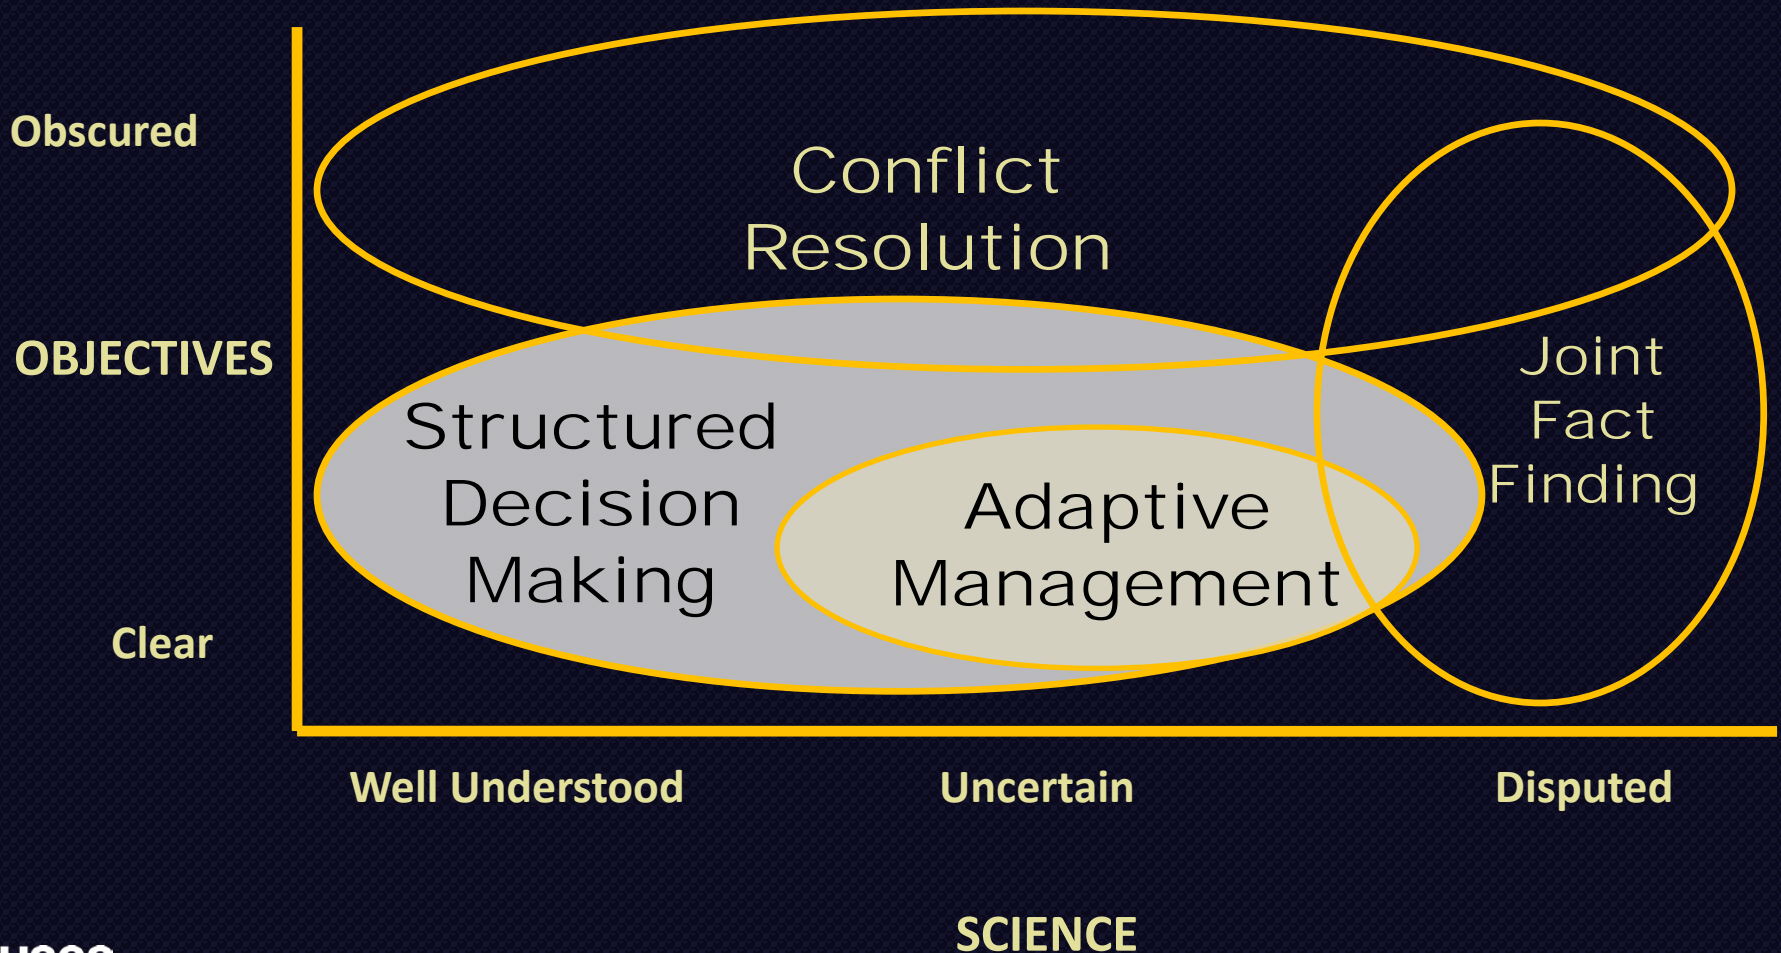 Obscured
Conflict
Resolution
OBJECTIVES
Structured
Decision
Making
Adaptive
Management
Joint
Fact
Finding
Clear
Well Understood
Uncertain
Disputed
SCIENCE